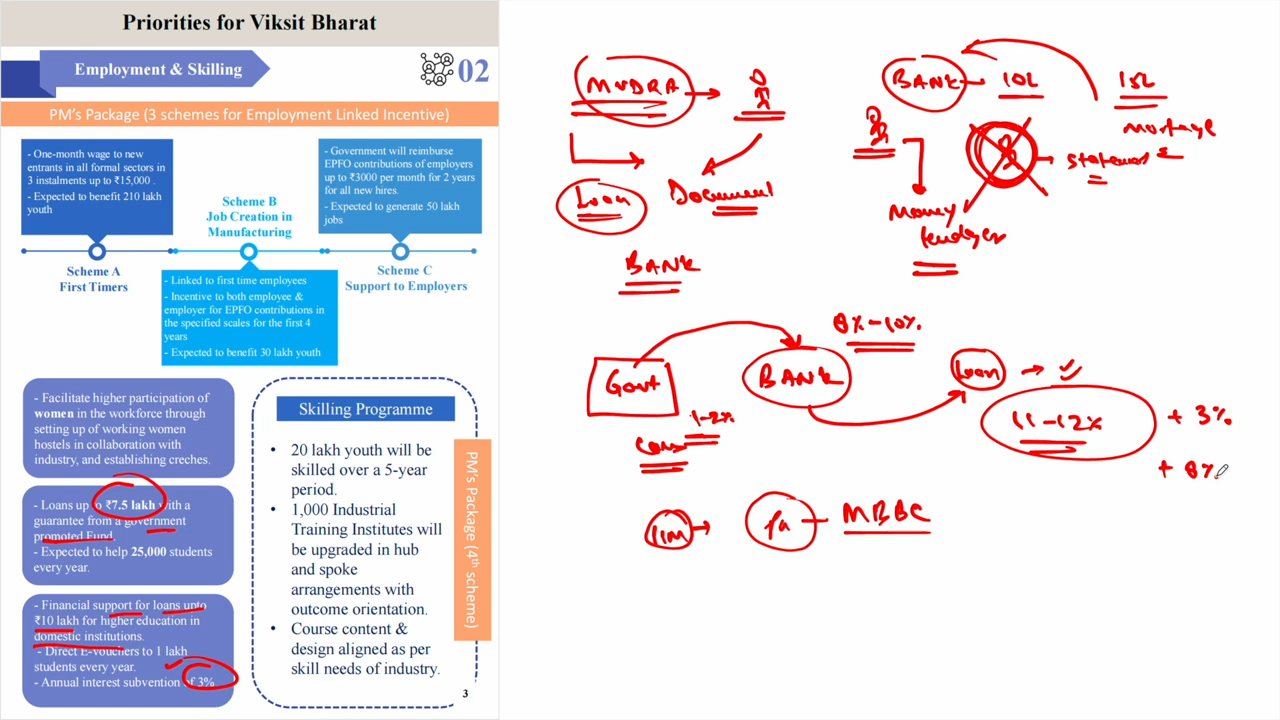 Priorities for Viksit Bharat
Employment & Skilling
02
PM's Package (3 schemes for Employment Linked Incentive)
- One-month wage to new
entrants in all formal sectors in
3 instalments up to ₹15,000 .
- Expected to benefit 210 lakh
youth
Scheme A
First Timers
Scheme B
Job Creation in
Manufacturing
- Linked to first time employees
- Incentive to both employee &
employer for EPFO contributions in
the specified scales for the first 4
years
- Expected to benefit 30 lakh youth
- Government will reimburse
EPFO contributions of employers
up to ₹3000 per month for 2 years
for all new hires.
- Expected to generate 50 lakh
jobs
Scheme C
Support to Employers
- Facilitate higher participation of
women in the workforce through
setting up of working women
hostels in collaboration with
industry, and establishing creches.
- Loans up to ₹7.5 lakh with a
guarantee from a government
promoted Fund.
- Expected to help 25,000 students
every year.
- Financial support for loans upto
₹10 lakh for higher education in
domestic institutions.
- Direct E-vouchers to 1 lakh
students every year.
- Annual interest subvention of 3%
Skilling Programme
• 20 lakh youth will be
skilled over a 5-year
period.
• 1,000 Industrial
Training Institutes will
be upgraded in hub
and spoke
arrangements with
outcome orientation.
• Course content &
design aligned as per
skill needs of industry.
PM's Package (4th scheme)
3
MUDRA
Loan
Document
BANK
BANK
10L
15L
Mortage
Money
lendger
8%-10%
Govt
1-2%
BANK
Loan
11-12%
+ 3%
+ 8%
MBBC